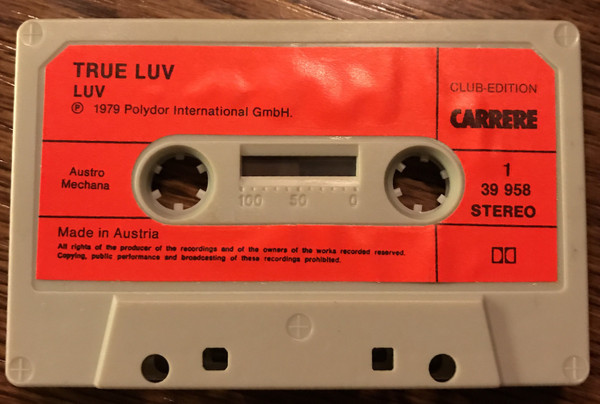 TRUE LUV
LUV
℗ 1979 Polydor International GmbH.
CLUB-EDITION
CARRERE
Austro
Mechana
100 50 0
1
39 958
STEREO
Made in Austria
All rights of the producer of the recordings and of the owners of the works recorded reserved.
Copying, public performance and broadcasting of these recordings prohibited.